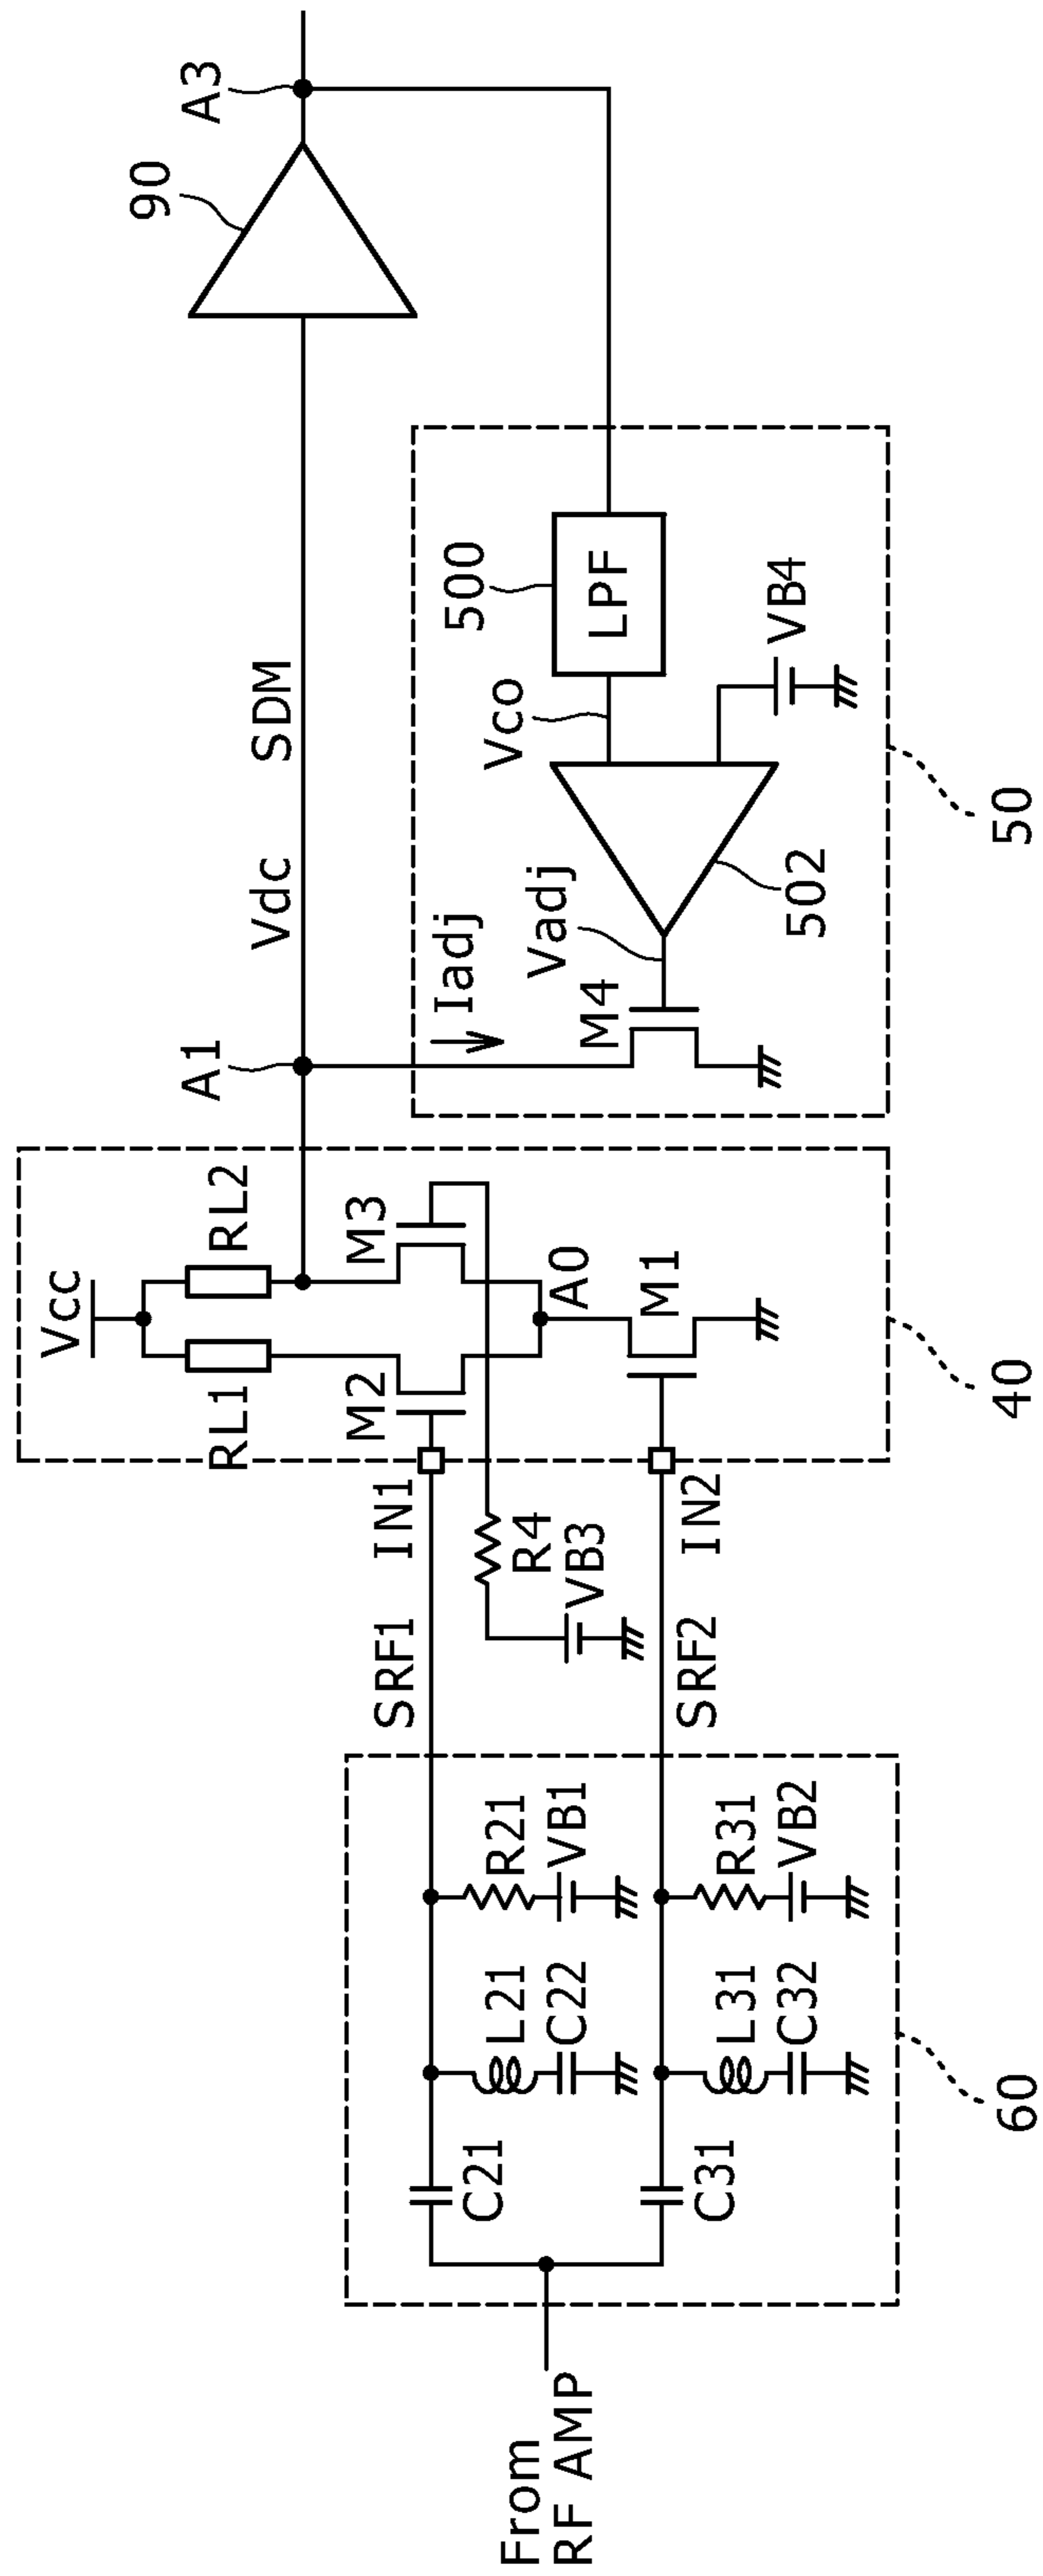 From
RF AMP
C21
L21
C22
R21
VB1
C31
L31
C32
R31
VB2
60
SRF1
IN1
R4
VB3
SRF2
IN2
Vcc
RL1
RL2
M2
M3
A0
M1
40
A1
Vdc
SDM
Iadj
M4
Vadj
502
Vco
500
LPF
VB4
50
90
A3